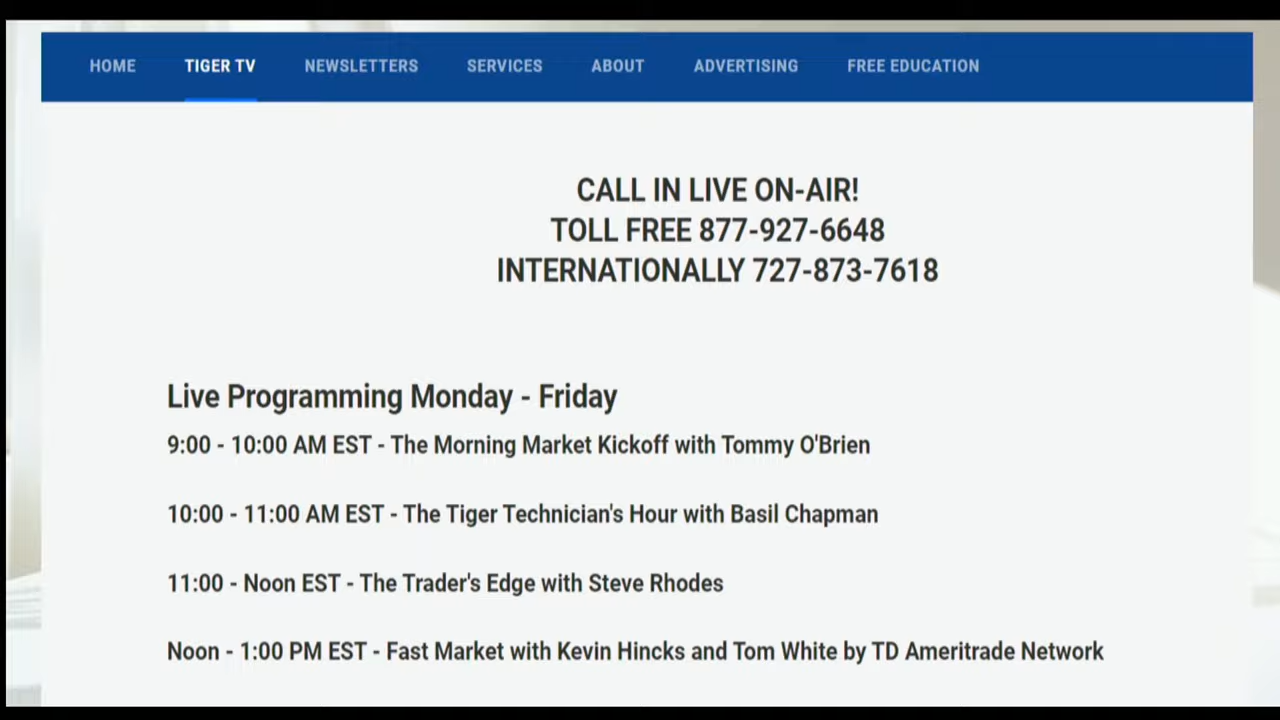 HOME TIGER TV NEWSLETTERS SERVICES ABOUT ADVERTISING FREE EDUCATION
CALL IN LIVE ON-AIR!
TOLL FREE 877-927-6648
INTERNATIONALLY 727-873-7618
Live Programming Monday - Friday
9:00 - 10:00 AM EST - The Morning Market Kickoff with Tommy O'Brien
10:00 - 11:00 AM EST - The Tiger Technician's Hour with Basil Chapman
11:00 - Noon EST - The Trader's Edge with Steve Rhodes
Noon - 1:00 PM EST - Fast Market with Kevin Hincks and Tom White by TD Ameritrade Network